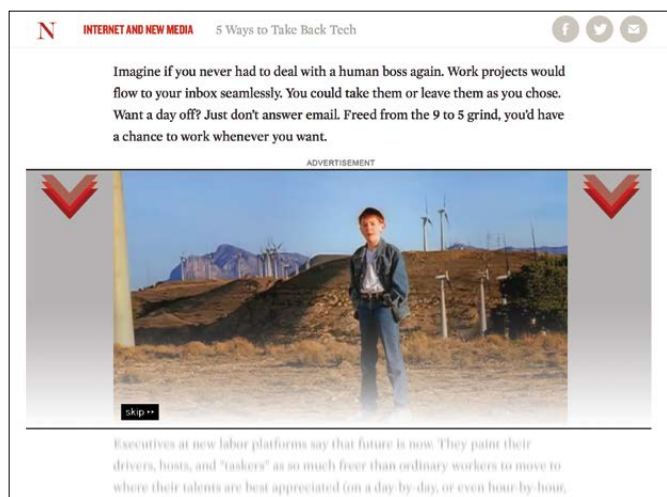 N INTERNET AND NEW MEDIA 5 Ways to Take Back Tech
Imagine if you never had to deal with a human boss again. Work projects would
flow to your inbox seamlessly. You could take them or leave them as you chose.
Want a day off? Just don't answer email. Freed from the 9 to 5 grind, you'd have
a chance to work whenever you want.
ADVERTISEMENT
skip
Executives at new labor platforms say that future is now. They paint their
drivers, hosts, and "taskers" as so much freer than ordinary workers to move to
where their talents are best appreciated (on a day-by-day, or even hour-by-hour,